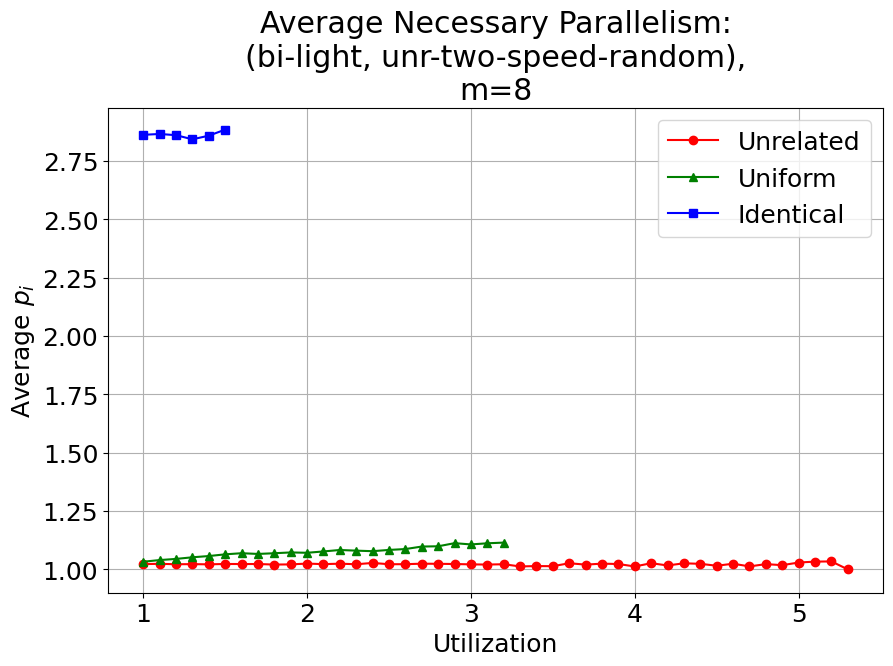 Average Necessary Parallelism:
(bi-light, unr-two-speed-random),
m=8
Unrelated
Uniform
Identical
Average $p_i$
2.75
2.50
2.25
2.00
1.75
1.50
1.25
1.00
1 2 3 4 5
Utilization